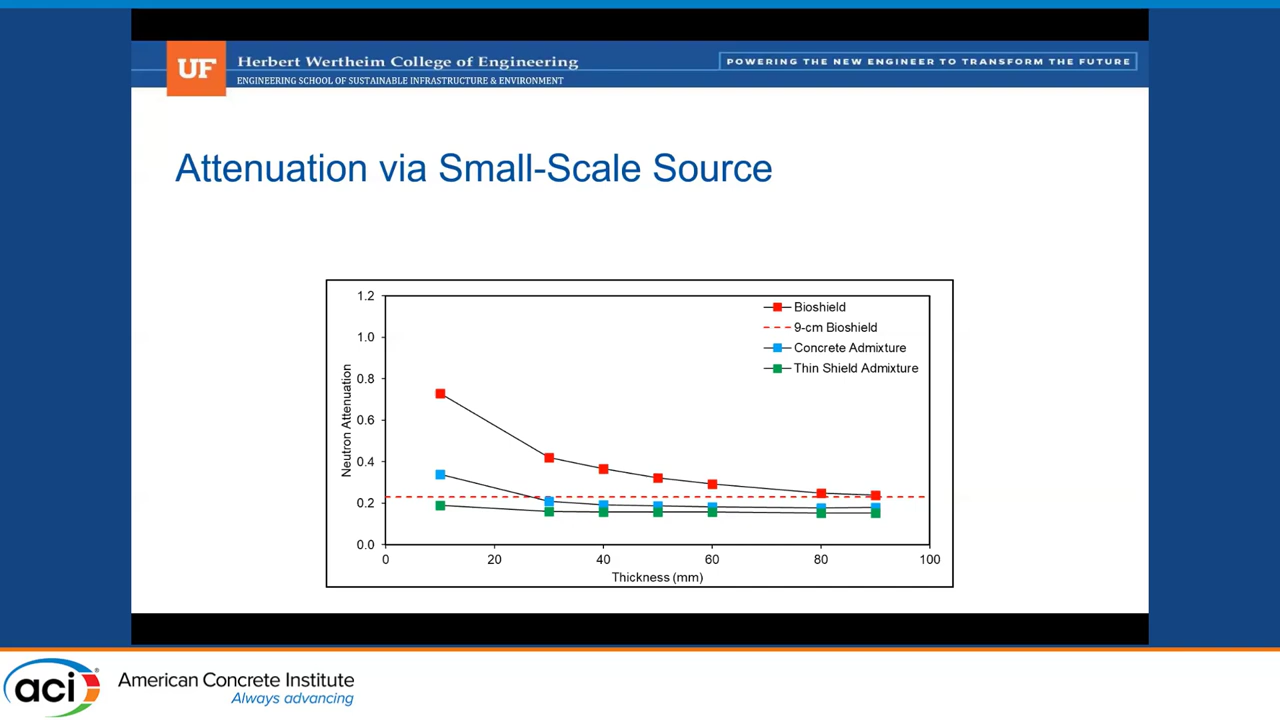 UF
Herbert Wertheim College of Engineering
ENGINEERING SCHOOL OF SUSTAINABLE INFRASTRUCTURE & ENVIRONMENT
POWERING THE NEW ENGINEER TO TRANSFORM THE FUTURE
Attenuation via Small-Scale Source
1.2
1.0
0.8
0.6
0.4
0.2
0.0
Neutron Attenuation
Bioshield
9-cm Bioshield
Concrete Admixture
Thin Shield Admixture
0 20 40 60 80 100
Thickness (mm)
aci®
American Concrete Institute
Always advancing